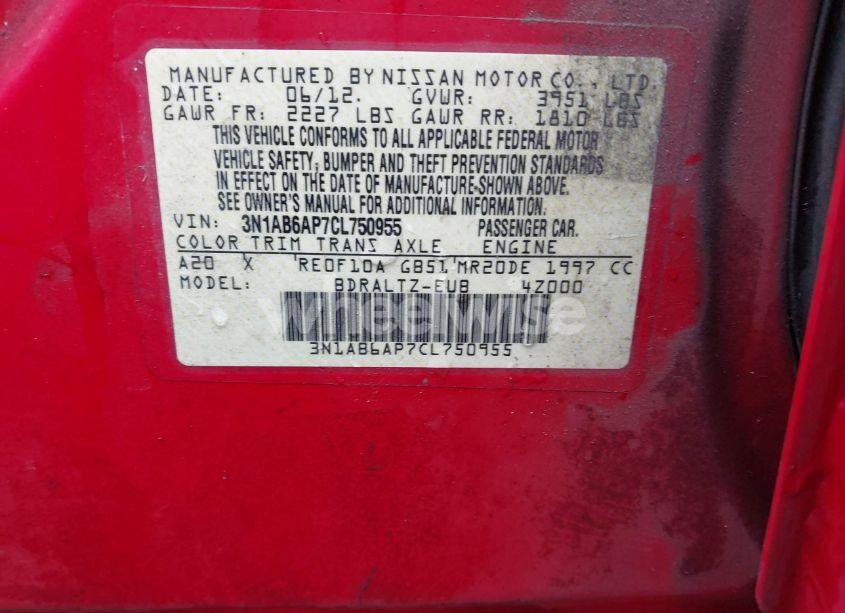 MANUFACTURED BY NISSAN MOTOR CO., LTD.
DATE: 06/12. GVWR: 3951 LBS
GAWR FR: 2227 LBS GAWR RR: 1810 LBS
THIS VEHICLE CONFORMS TO ALL APPLICABLE FEDERAL MOTOR
VEHICLE SAFETY, BUMPER AND THEFT PREVENTION STANDARDS
IN EFFECT ON THE DATE OF MANUFACTURE SHOWN ABOVE.
SEE OWNER'S MANUAL FOR ADDITIONAL INFORMATION.
VIN: 3N1AB6AP7CL750955 PASSENGER CAR.
COLOR TRIM TRANS AXLE ENGINE
A20 X RE0F10A GB51 MR20DE 1997 CC
MODEL: BDRALTZ-EUB 4Z000
wheelwise
3N1AB6AP7CL750955